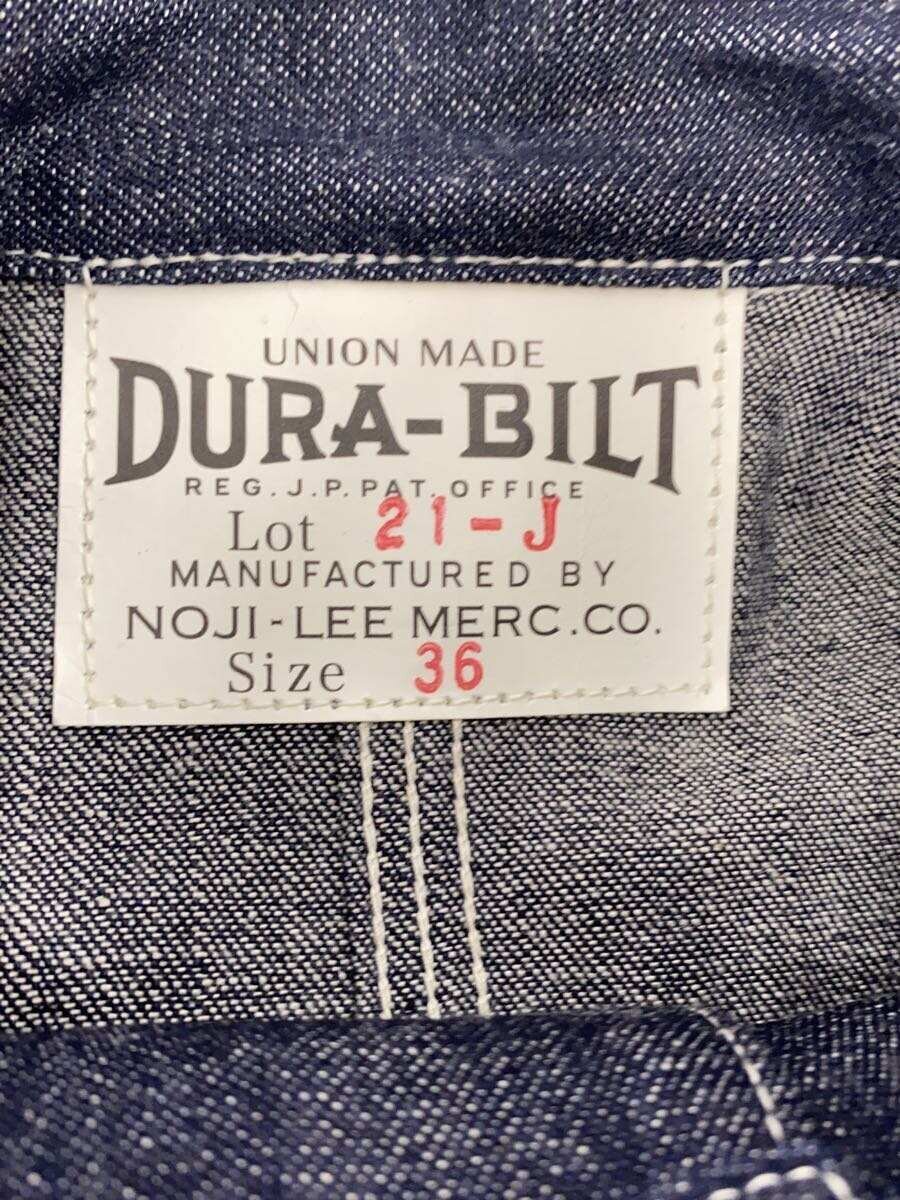 UNION MADE
DURA-BILT
REG. J.P. PAT. OFFICE
Lot 21-J
MANUFACTURED BY
NOJI-LEE MERC.CO.
Size 36